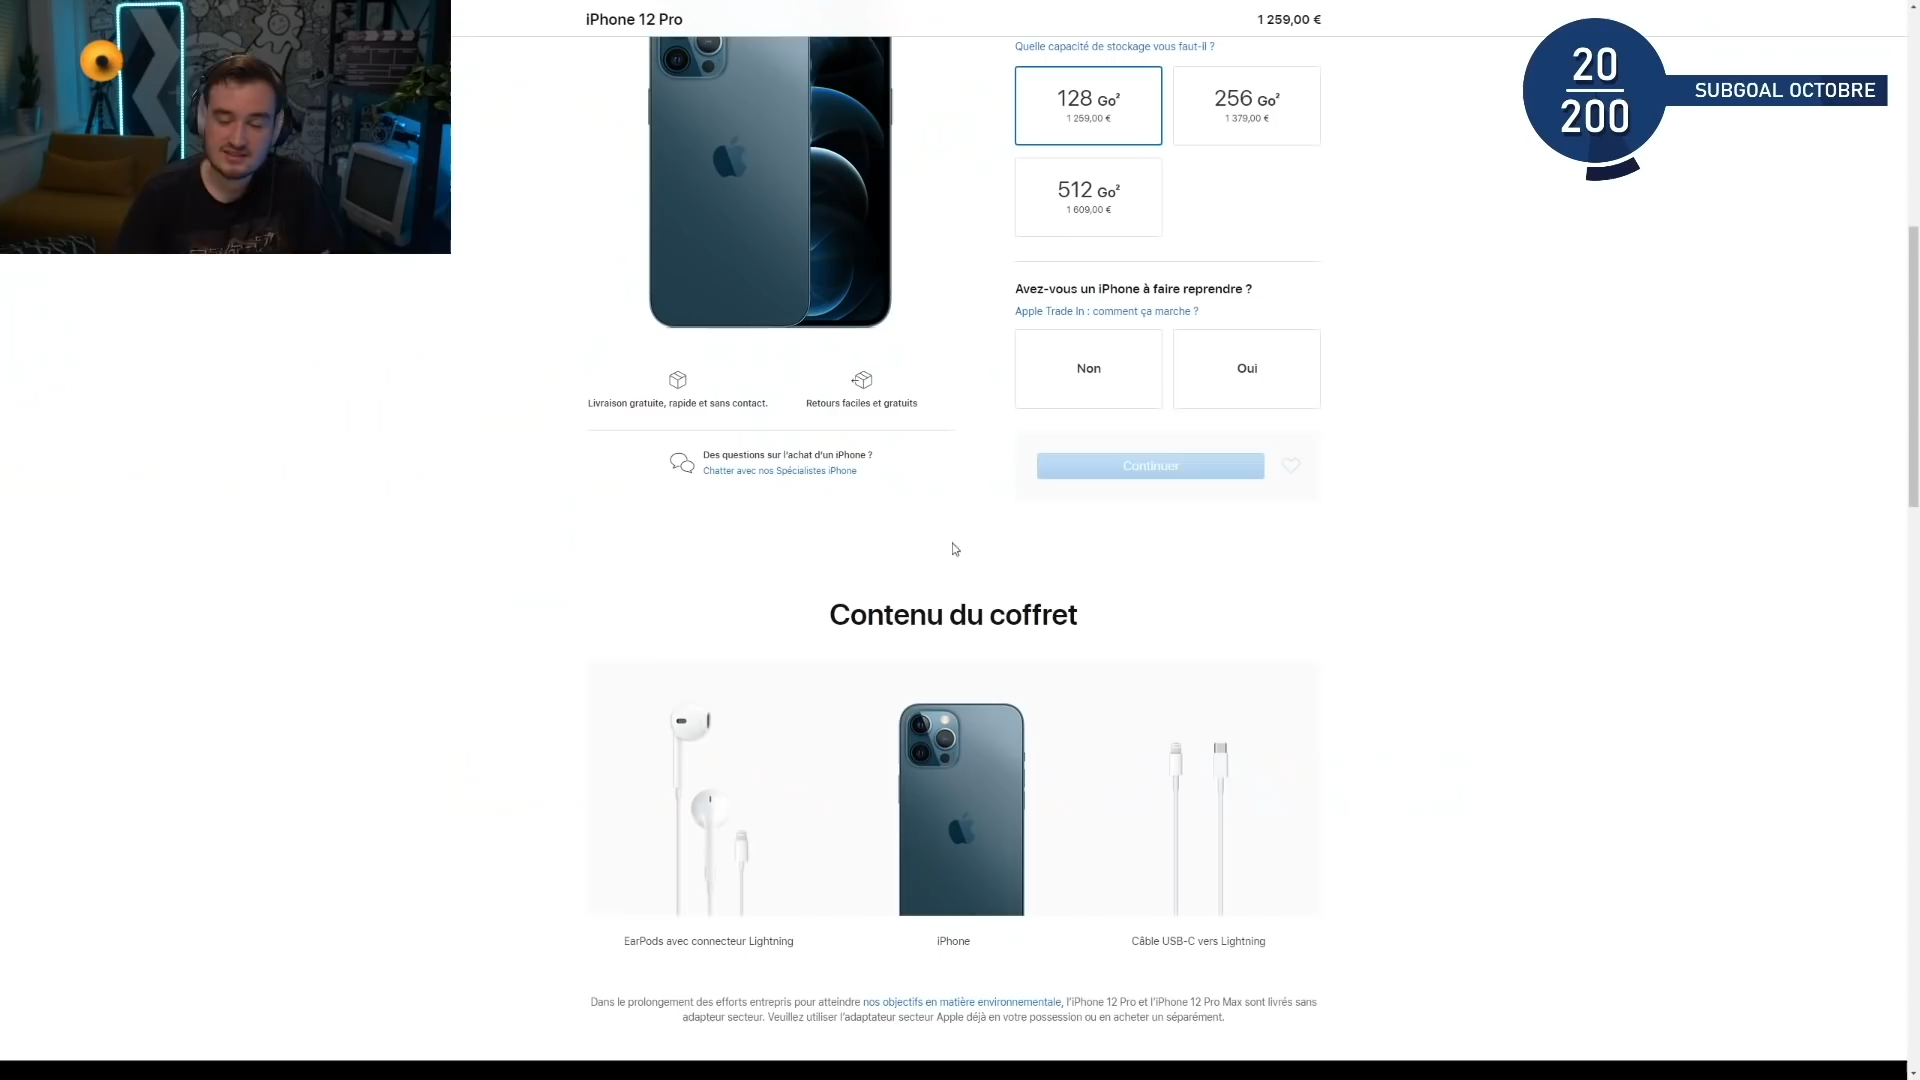 iPhone 12 Pro
1 259,00 €
20
200
SUBGOAL OCTOBRE
Quelle capacité de stockage vous faut-il ?
128 Go²
1 259,00 €
256 Go²
1 379,00 €
512 Go²
1 609,00 €
Avez-vous un iPhone à faire reprendre ?
Apple Trade In : comment ça marche ?
Non
Oui
Livraison gratuite, rapide et sans contact.
Retours faciles et gratuits
Des questions sur l'achat d'un iPhone ?
Chatter avec nos Spécialistes iPhone
Continuer
Contenu du coffret
EarPods avec connecteur Lightning
iPhone
Câble USB-C vers Lightning
Dans le prolongement des efforts entrepris pour atteindre nos objectifs en matière environnementale, l'iPhone 12 Pro et l'iPhone 12 Pro Max sont livrés sans
adapteur secteur. Veuillez utiliser l'adaptateur secteur Apple déjà en votre possession ou en acheter un séparément.